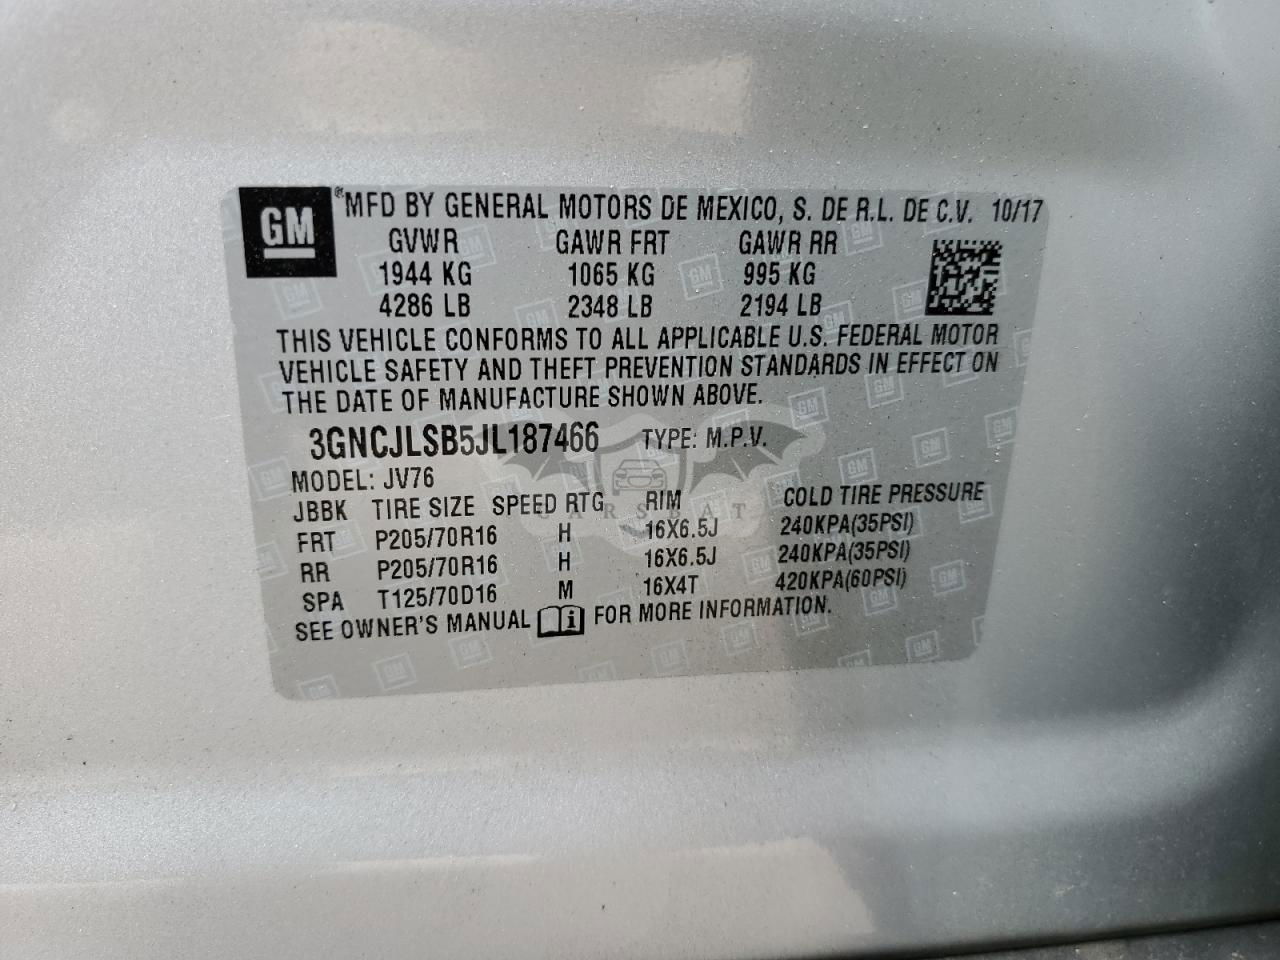 GM
® MFD BY GENERAL MOTORS DE MEXICO, S. DE R.L. DE C.V. 10/17
GVWR GAWR FRT GAWR RR
1944 KG 1065 KG 995 KG
4286 LB 2348 LB 2194 LB
THIS VEHICLE CONFORMS TO ALL APPLICABLE U.S. FEDERAL MOTOR
VEHICLE SAFETY AND THEFT PREVENTION STANDARDS IN EFFECT ON
THE DATE OF MANUFACTURE SHOWN ABOVE.
3GNCJLSB5JL187466 TYPE: M.P.V.
MODEL: JV76
JBBK TIRE SIZE SPEED RTG RIM COLD TIRE PRESSURE
CARSBAT
FRT P205/70R16 H 16X6.5J 240KPA(35PSI)
RR P205/70R16 H 16X6.5J 240KPA(35PSI)
SPA T125/70D16 M 16X4T 420KPA(60PSI)
SEE OWNER'S MANUAL i FOR MORE INFORMATION.